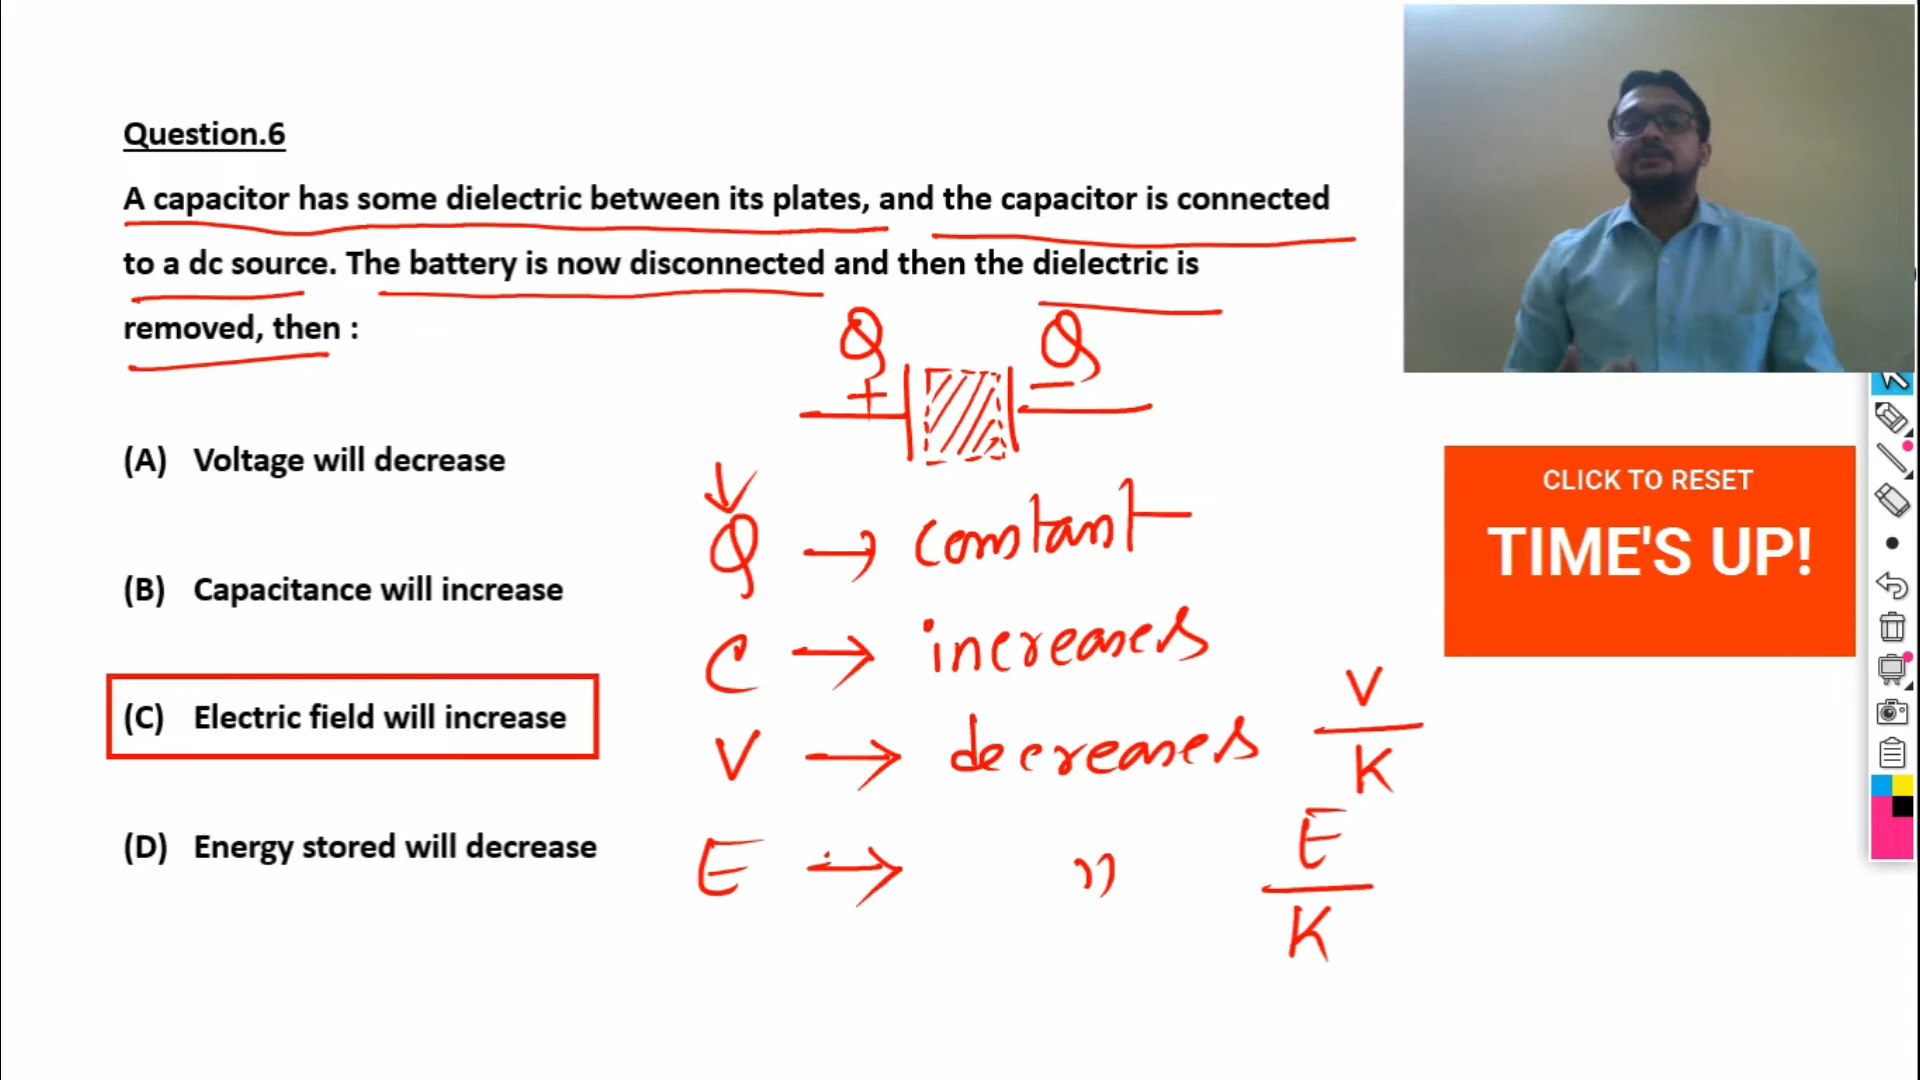 Question.6
A capacitor has some dielectric between its plates, and the capacitor is connected
to a dc source. The battery is now disconnected and then the dielectric is
removed, then :
Q Q
+ −
(A) Voltage will decrease
(B) Capacitance will increase
(C) Electric field will increase
(D) Energy stored will decrease
Q → constant
C → increases
V → decreases V/K
E → " E/K
CLICK TO RESET
TIME'S UP!